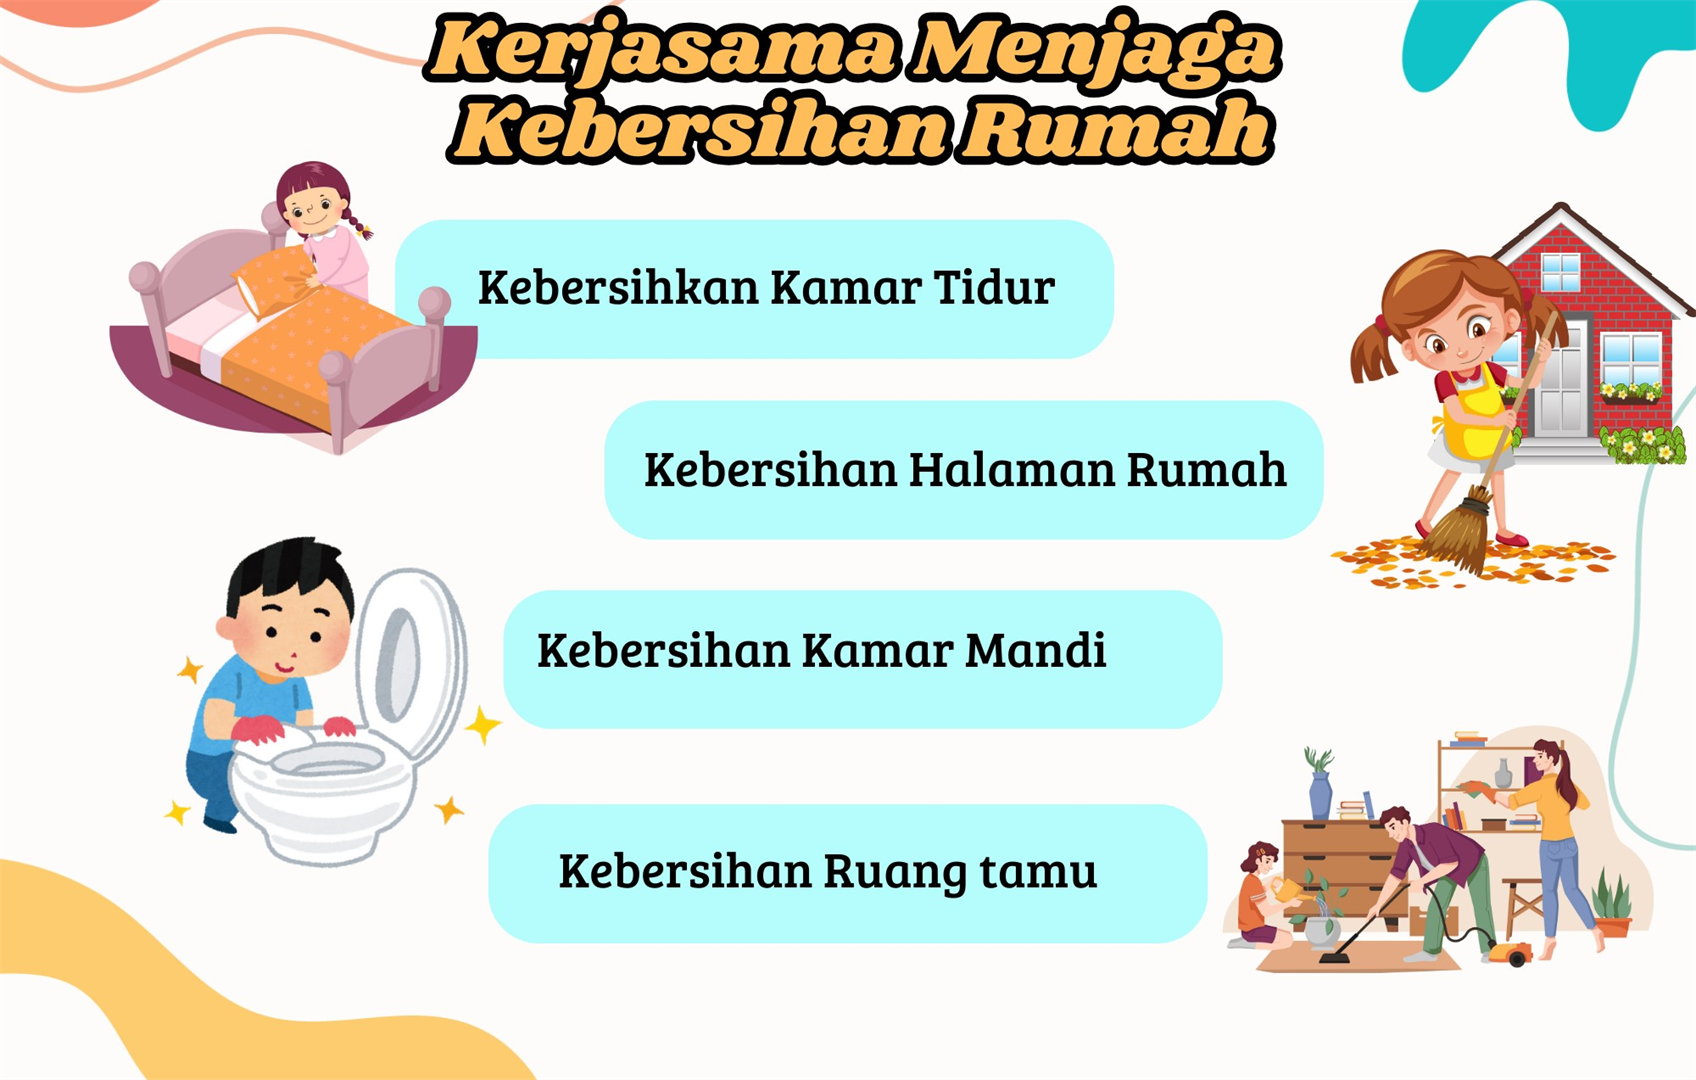 Kerjasama Menjaga
Kebersihan Rumah
Kebersihkan Kamar Tidur
Kebersihan Halaman Rumah
Kebersihan Kamar Mandi
Kebersihan Ruang tamu